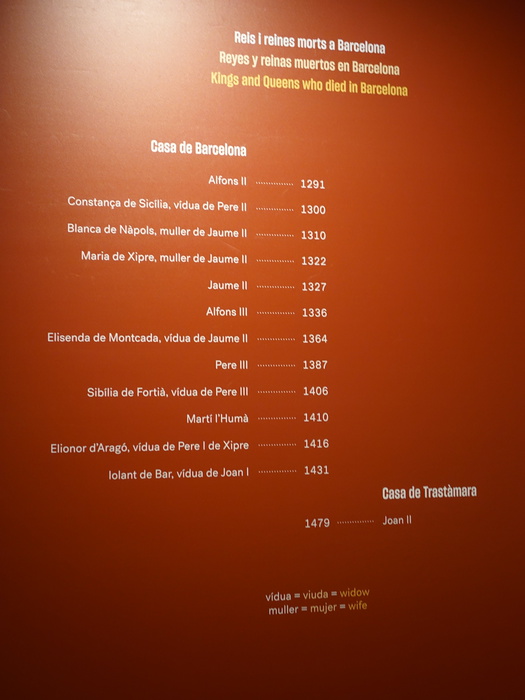 Reis i reines morts a Barcelona
Reyes y reinas muertos en Barcelona
Kings and Queens who died in Barcelona
Casa de Barcelona
Alfons II ............... 1291
Constança de Sicília, vídua de Pere II ............... 1300
Blanca de Nàpols, muller de Jaume II ............... 1310
Maria de Xipre, muller de Jaume II ............... 1322
Jaume II ............... 1327
Alfons III ............... 1336
Elisenda de Montcada, vídua de Jaume II ............... 1364
Pere III ............... 1387
Sibília de Fortià, vídua de Pere III ............... 1406
Martí l'Humà ............... 1410
Elionor d'Aragó, vídua de Pere I de Xipre ............... 1416
Iolant de Bar, vídua de Joan I ............... 1431
Casa de Trastàmara
1479 ............... Joan II
vídua = viuda = widow
muller = mujer = wife